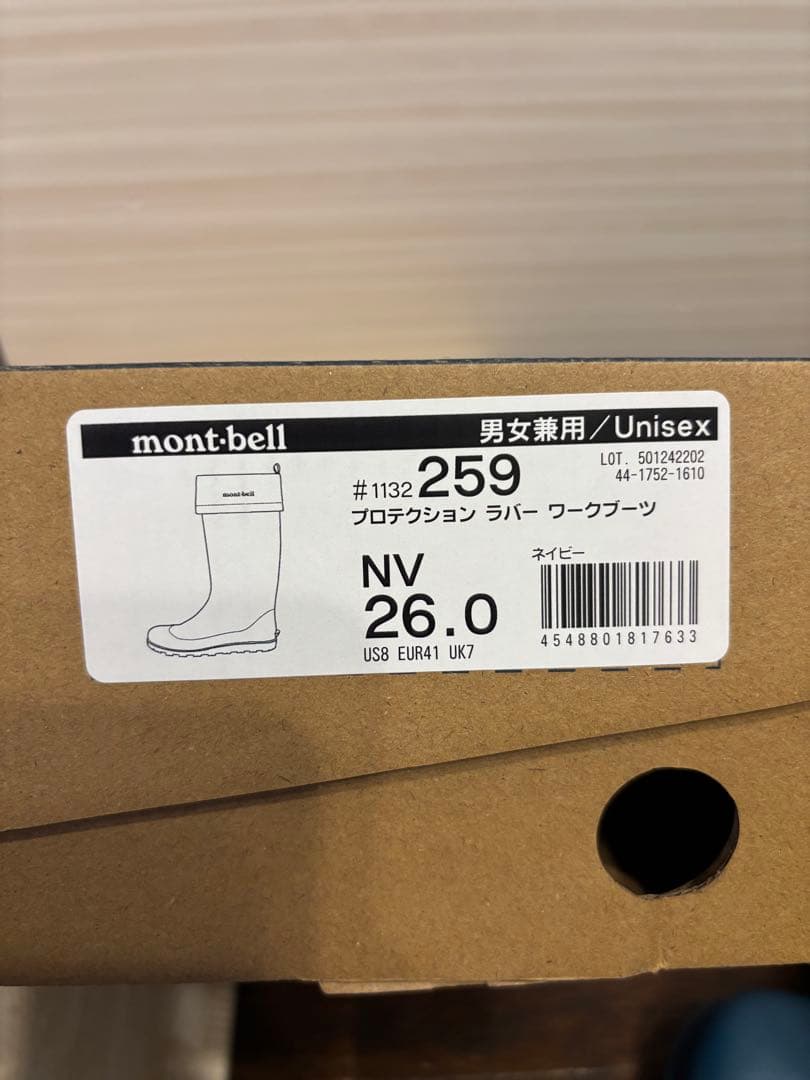 mont·bell 男女兼用/Unisex
LOT. 501242202
44-1752-1610
#1132 259
プロテクション ラバー ワークブーツ
mont·bell
NV
ネイビー
26.0
US8 EUR41 UK7
4548801817633